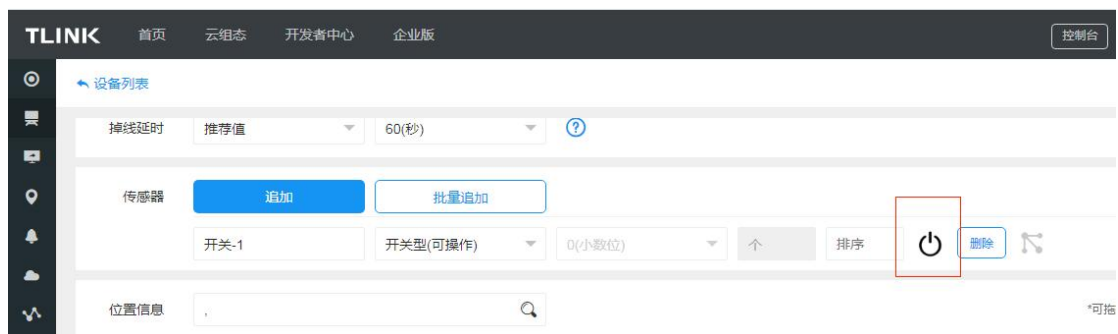 TLINK 首页 云组态 开发者中心 企业版 控制台
设备列表
掉线延时 推荐值 60(秒) ?
传感器 追加 批量追加
开关-1 开关型(可操作) 0(小数位) 个 排序 删除
位置信息 , *可拖